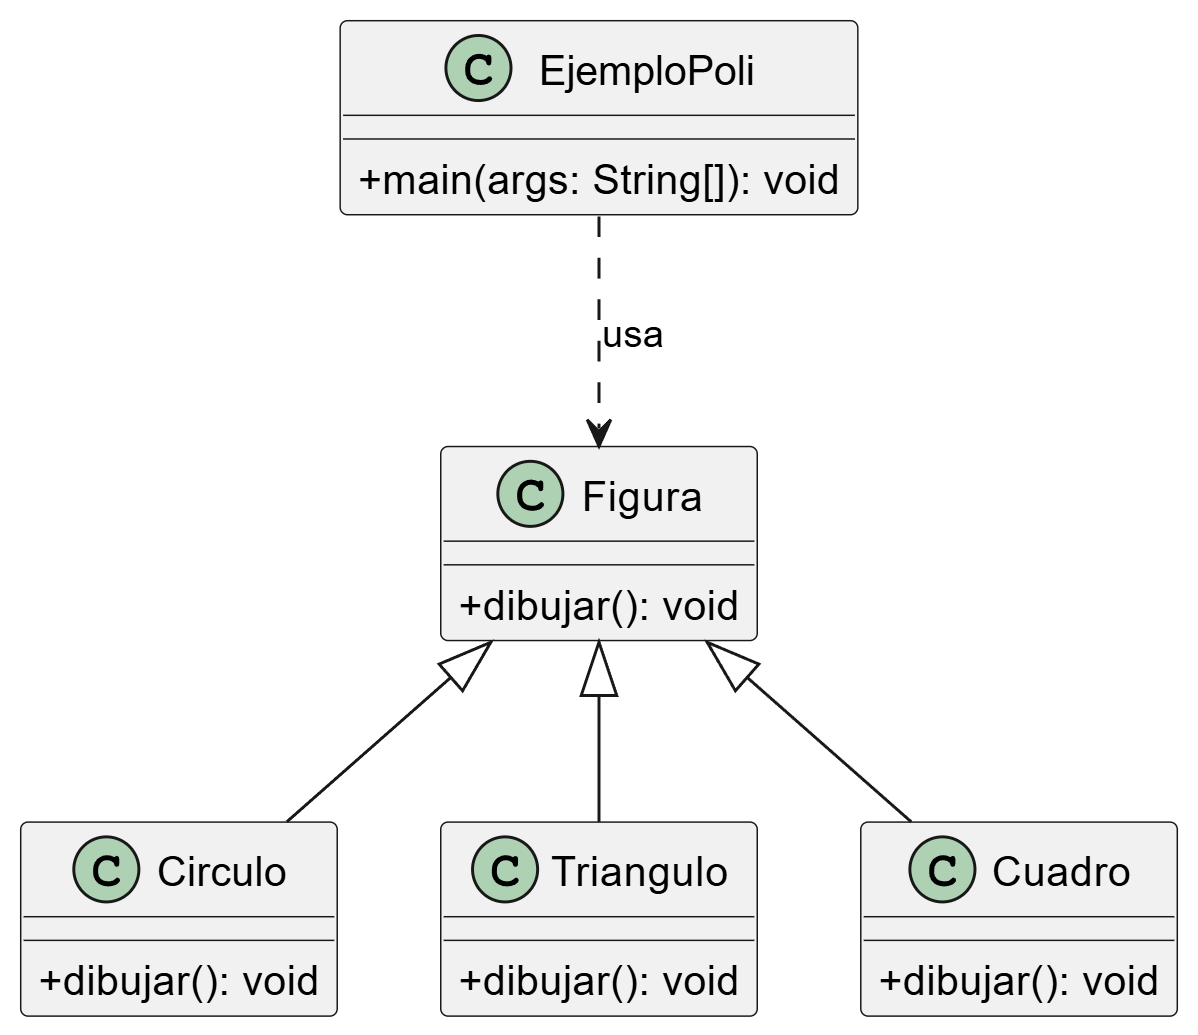 C EjemploPoli
+main(args: String[]): void
usa
C Figura
+dibujar(): void
C Circulo
+dibujar(): void
C Triangulo
+dibujar(): void
C Cuadro
+dibujar(): void